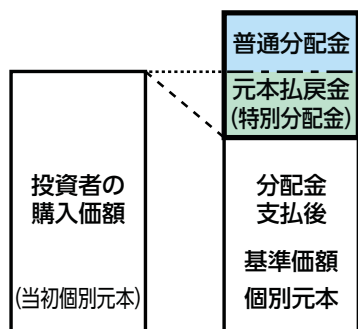 普通分配金
元本払戻金
(特別分配金)
投資者の
購入価額
(当初個別元本)
分配金
支払後
基準価額
個別元本